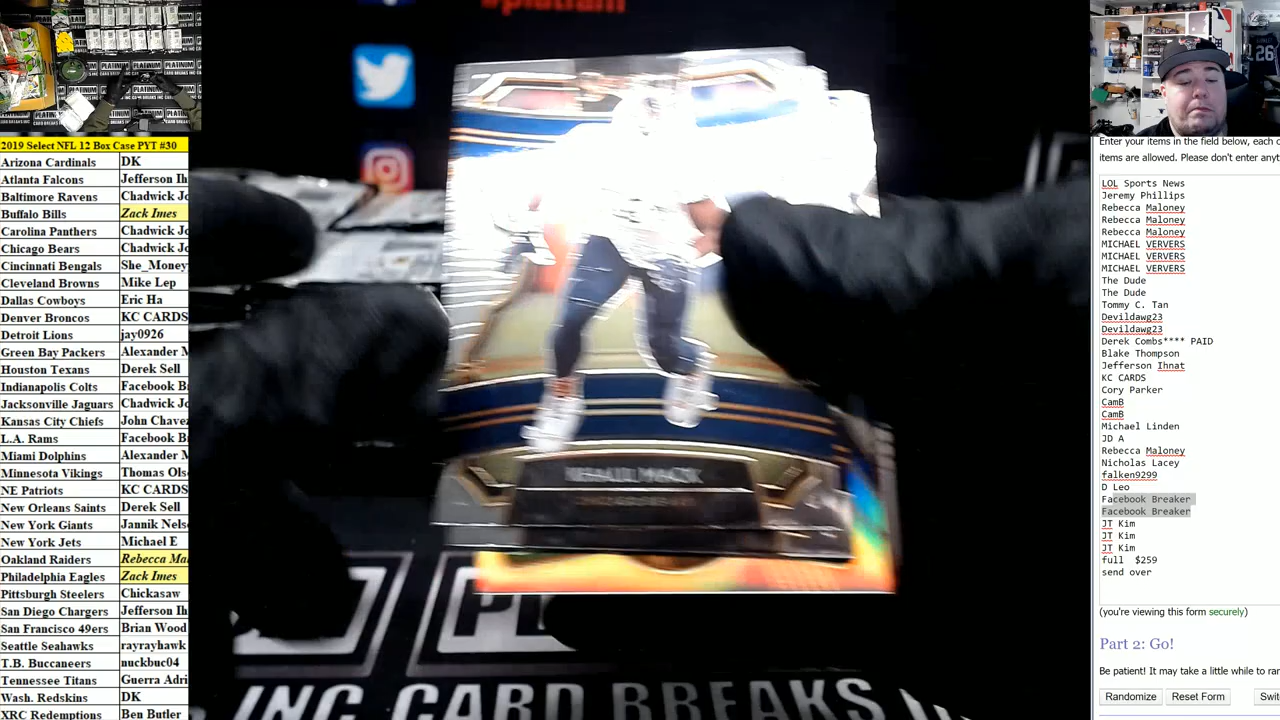 2019 Select NFL 12 Box Case PYT #30
Arizona Cardinals DK
Atlanta Falcons Jefferson Ih
Baltimore Ravens Chadwick Jo
Buffalo Bills Zack Imes
Carolina Panthers Chadwick Jo
Chicago Bears Chadwick Jo
Cincinnati Bengals She_Money
Cleveland Browns Mike Lep
Dallas Cowboys Eric Ha
Denver Broncos KC CARDS
Detroit Lions jay0926
Green Bay Packers Alexander M
Houston Texans Derek Sell
Indianapolis Colts Facebook Br
Jacksonville Jaguars Chadwick Jo
Kansas City Chiefs John Chavez
L.A. Rams Facebook Br
Miami Dolphins Alexander M
Minnesota Vikings Thomas Ols
NE Patriots KC CARDS
New Orleans Saints Derek Sell
New York Giants Jannik Nels
New York Jets Michael E
Oakland Raiders Rebecca Ma
Philadelphia Eagles Zack Imes
Pittsburgh Steelers Chickasaw
San Diego Chargers Jefferson Ih
San Francisco 49ers Brian Wood
Seattle Seahawks rayrayhawk
T.B. Buccaneers nuckbuc04
Tennessee Titans Guerra Adri
Wash. Redskins DK
XRC Redemptions Ben Butler
INC CARD BREAKS
26
Enter your items in the field below, each o
items are allowed. Please don't enter anyt
LOL Sports News
Jeremy Phillips
Rebecca Maloney
Rebecca Maloney
Rebecca Maloney
MICHAEL VERVERS
MICHAEL VERVERS
MICHAEL VERVERS
The Dude
The Dude
Tommy C. Tan
Devildawg23
Devildawg23
Derek Combs**** PAID
Blake Thompson
Jefferson Ihnat
KC CARDS
Cory Parker
CamB
CamB
Michael Linden
JD A
Rebecca Maloney
Nicholas Lacey
falken9299
D Leo
Facebook Breaker
Facebook Breaker
JT Kim
JT Kim
JT Kim
full $259
send over
(you're viewing this form securely)
Part 2: Go!
Be patient! It may take a little while to ra
Randomize Reset Form Swit